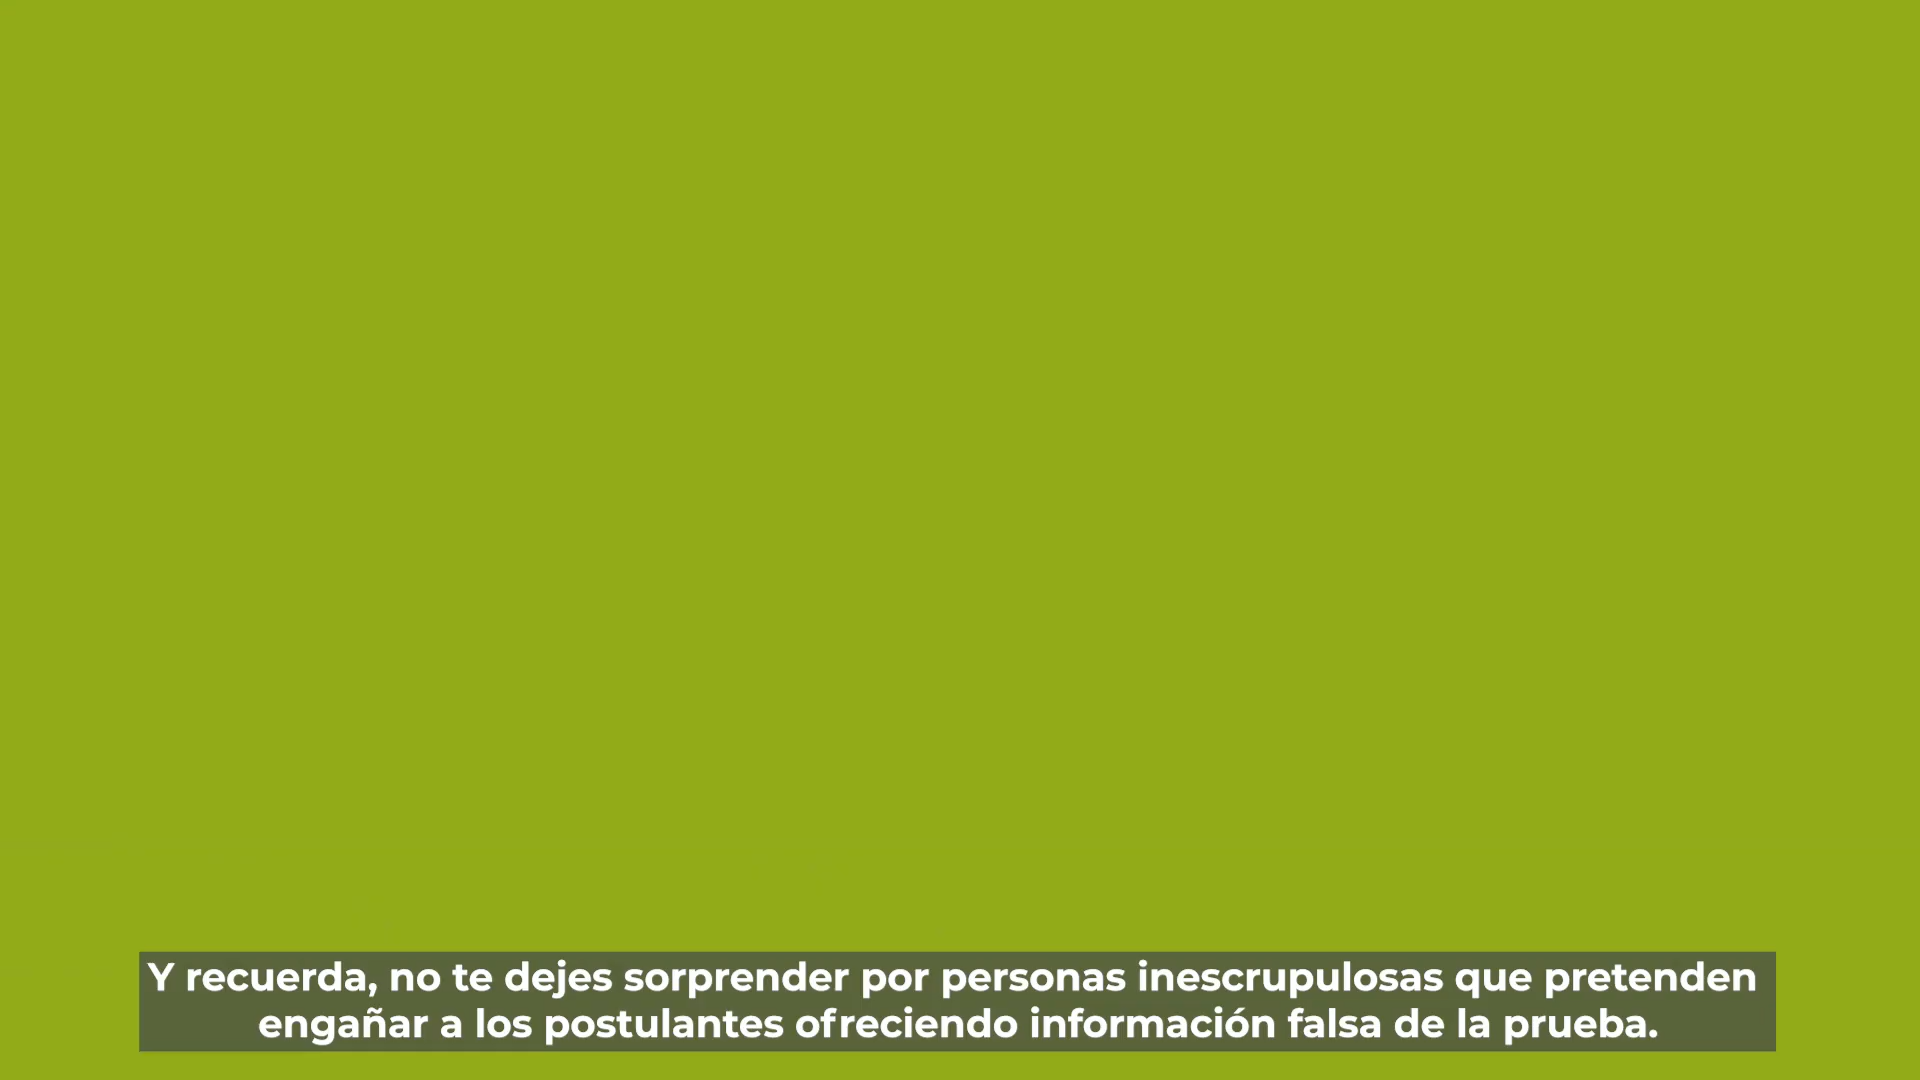 Y recuerda, no te dejes sorprender por personas inescrupulosas que pretenden
engañar a los postulantes ofreciendo información falsa de la prueba.